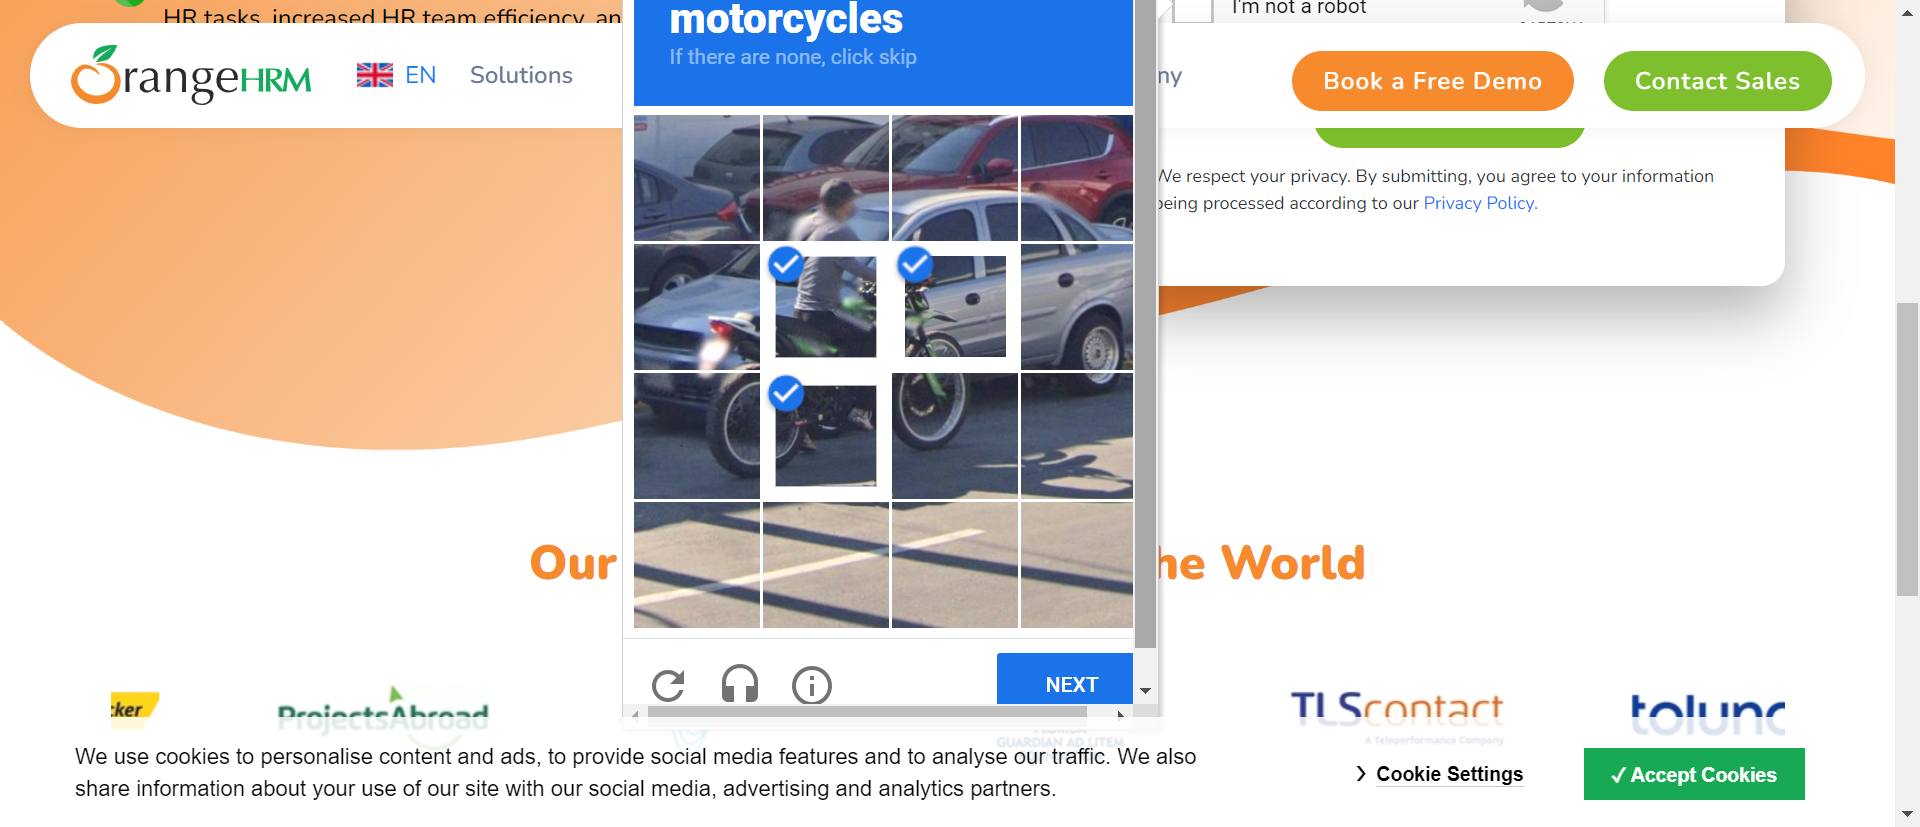 HR tasks, increased HR team efficiency, an
motorcycles
If there are none, click skip
I'm not a robot
OrangeHRM
EN
Solutions
ny
Book a Free Demo
Contact Sales
We respect your privacy. By submitting, you agree to your information
being processed according to our Privacy Policy.
Our
he World
NEXT
cker
ProjectsAbroad
GUARDIAN AD LITEM
TLScontact
A Teleperformance Company
toluna
We use cookies to personalise content and ads, to provide social media features and to analyse our traffic. We also
share information about your use of our site with our social media, advertising and analytics partners.
Cookie Settings
✓ Accept Cookies